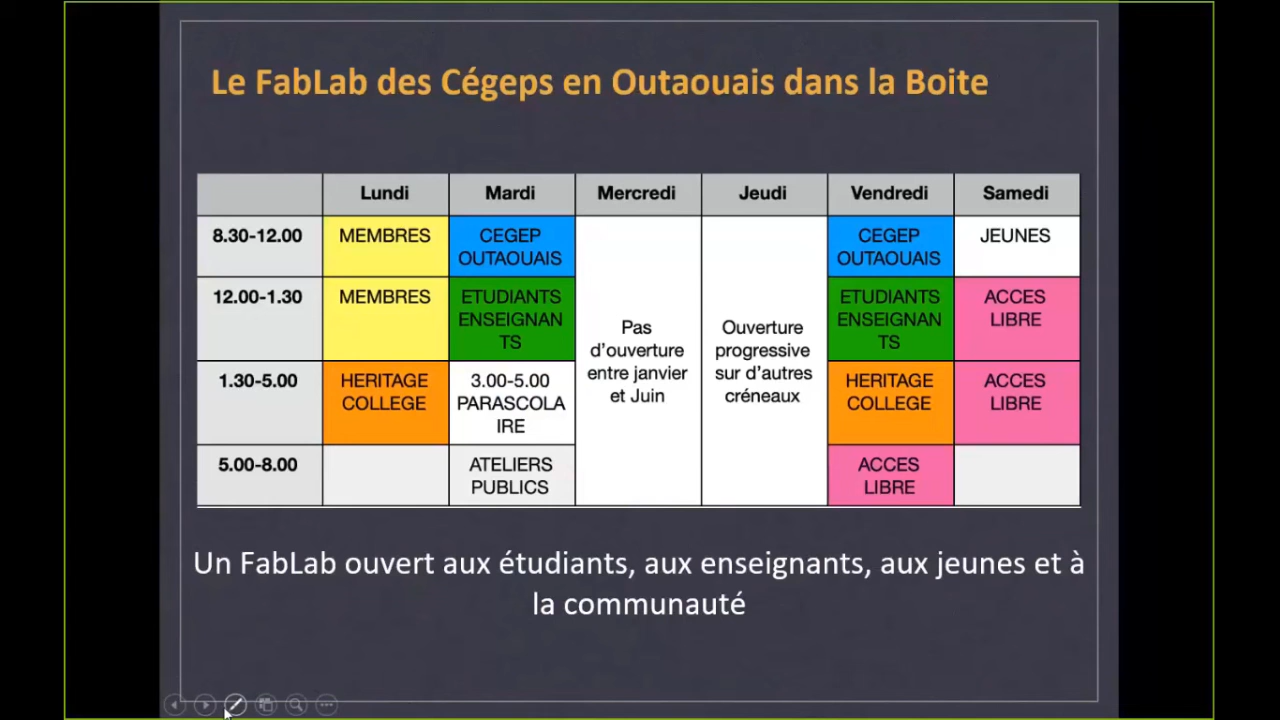 Le FabLab des Cégeps en Outaouais dans la Boite
Lundi Mardi Mercredi Jeudi Vendredi Samedi
8.30-12.00 MEMBRES CEGEP OUTAOUAIS CEGEP OUTAOUAIS JEUNES
12.00-1.30 MEMBRES ETUDIANTS ENSEIGNAN TS ETUDIANTS ENSEIGNAN TS ACCES LIBRE
Pas d’ouverture entre janvier et Juin
Ouverture progressive sur d’autres créneaux
1.30-5.00 HERITAGE COLLEGE 3.00-5.00 PARASCOLA IRE HERITAGE COLLEGE ACCES LIBRE
5.00-8.00 ATELIERS PUBLICS ACCES LIBRE
Un FabLab ouvert aux étudiants, aux enseignants, aux jeunes et à
la communauté